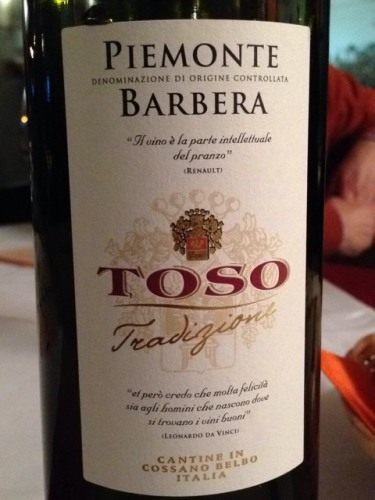 PIEMONTE
DENOMINAZIONE DI ORIGINE CONTROLLATA
BARBERA
"Il vino è la parte intellettuale
del pranzo"
(RENAULT)
TOSO
Tradizione
"et però credo che molta felicità
sia agli homini che nascono dove
si trovano i vini buoni"
(LEONARDO DA VINCI)
CANTINE IN
COSSANO BELBO
ITALIA